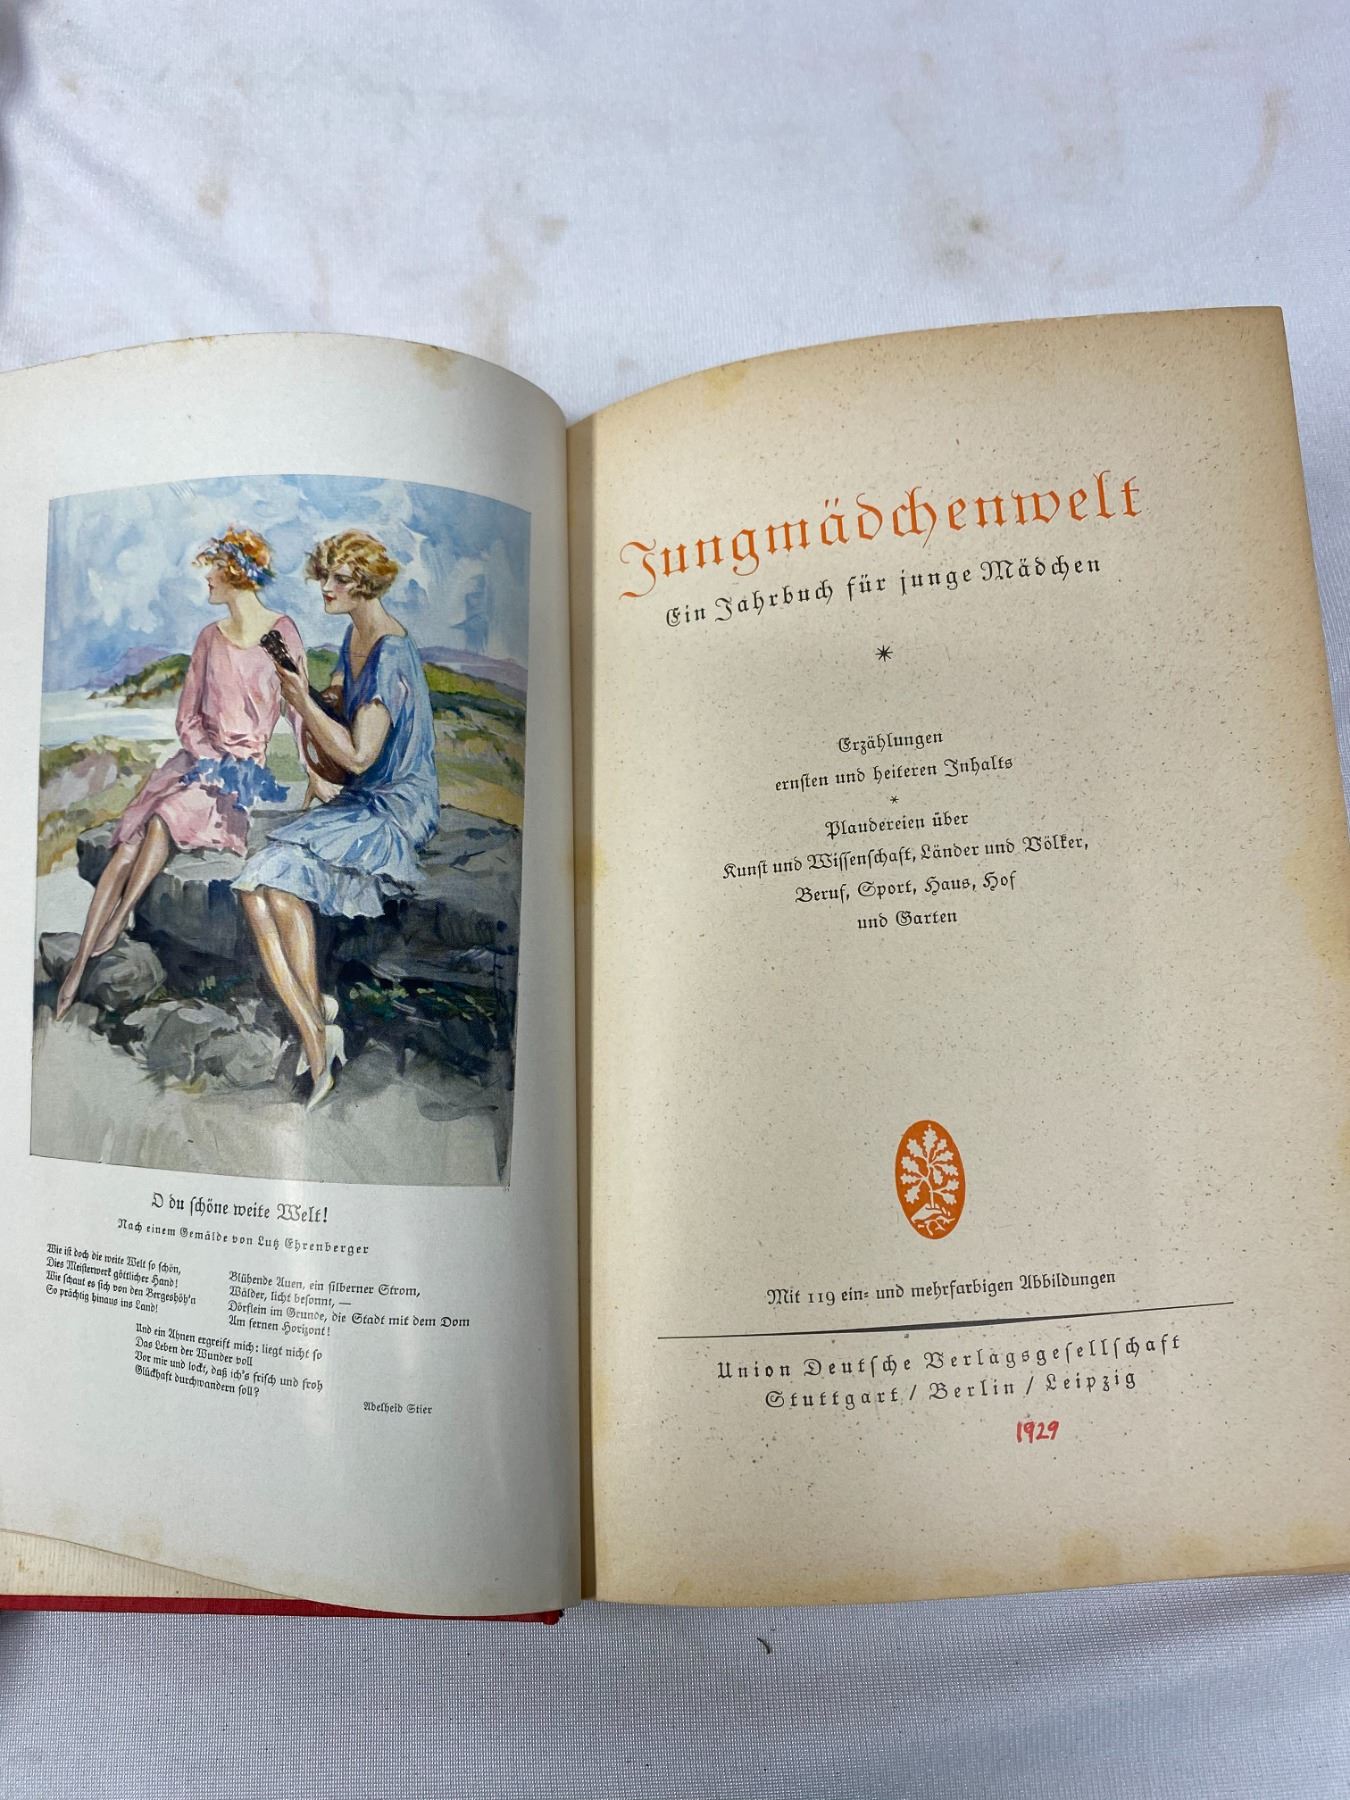 O du schöne weite Welt!
Nach einem Gemälde von Lutz Ehrenberger
Wie ist doch die weite Welt so schön,
Dies Meisterwerk göttlicher Hand!
Wie schaut es sich von den Bergeshöh'n
So prächtig hinaus ins Land!
Blühende Auen, ein silberner Strom,
Wälder, licht besonnt, —
Dörflein im Grunde, die Stadt mit dem Dom
Am fernen Horizont!
Und ein Ahnen ergreift mich: liegt nicht so
Das Leben der Wunder voll
Vor mir und lockt, daß ich's frisch und froh
Glückhaft durchwandern soll?
Adelheid Stier
Jungmädchenwelt
Ein Jahrbuch für junge Mädchen
*
Erzählungen
ernsten und heiteren Inhalts
*
Plaudereien über
Kunst und Wissenschaft, Länder und Völker,
Beruf, Sport, Haus, Hof
und Garten
Mit 119 ein- und mehrfarbigen Abbildungen
Union Deutsche Verlagsgesellschaft
Stuttgart / Berlin / Leipzig
1929